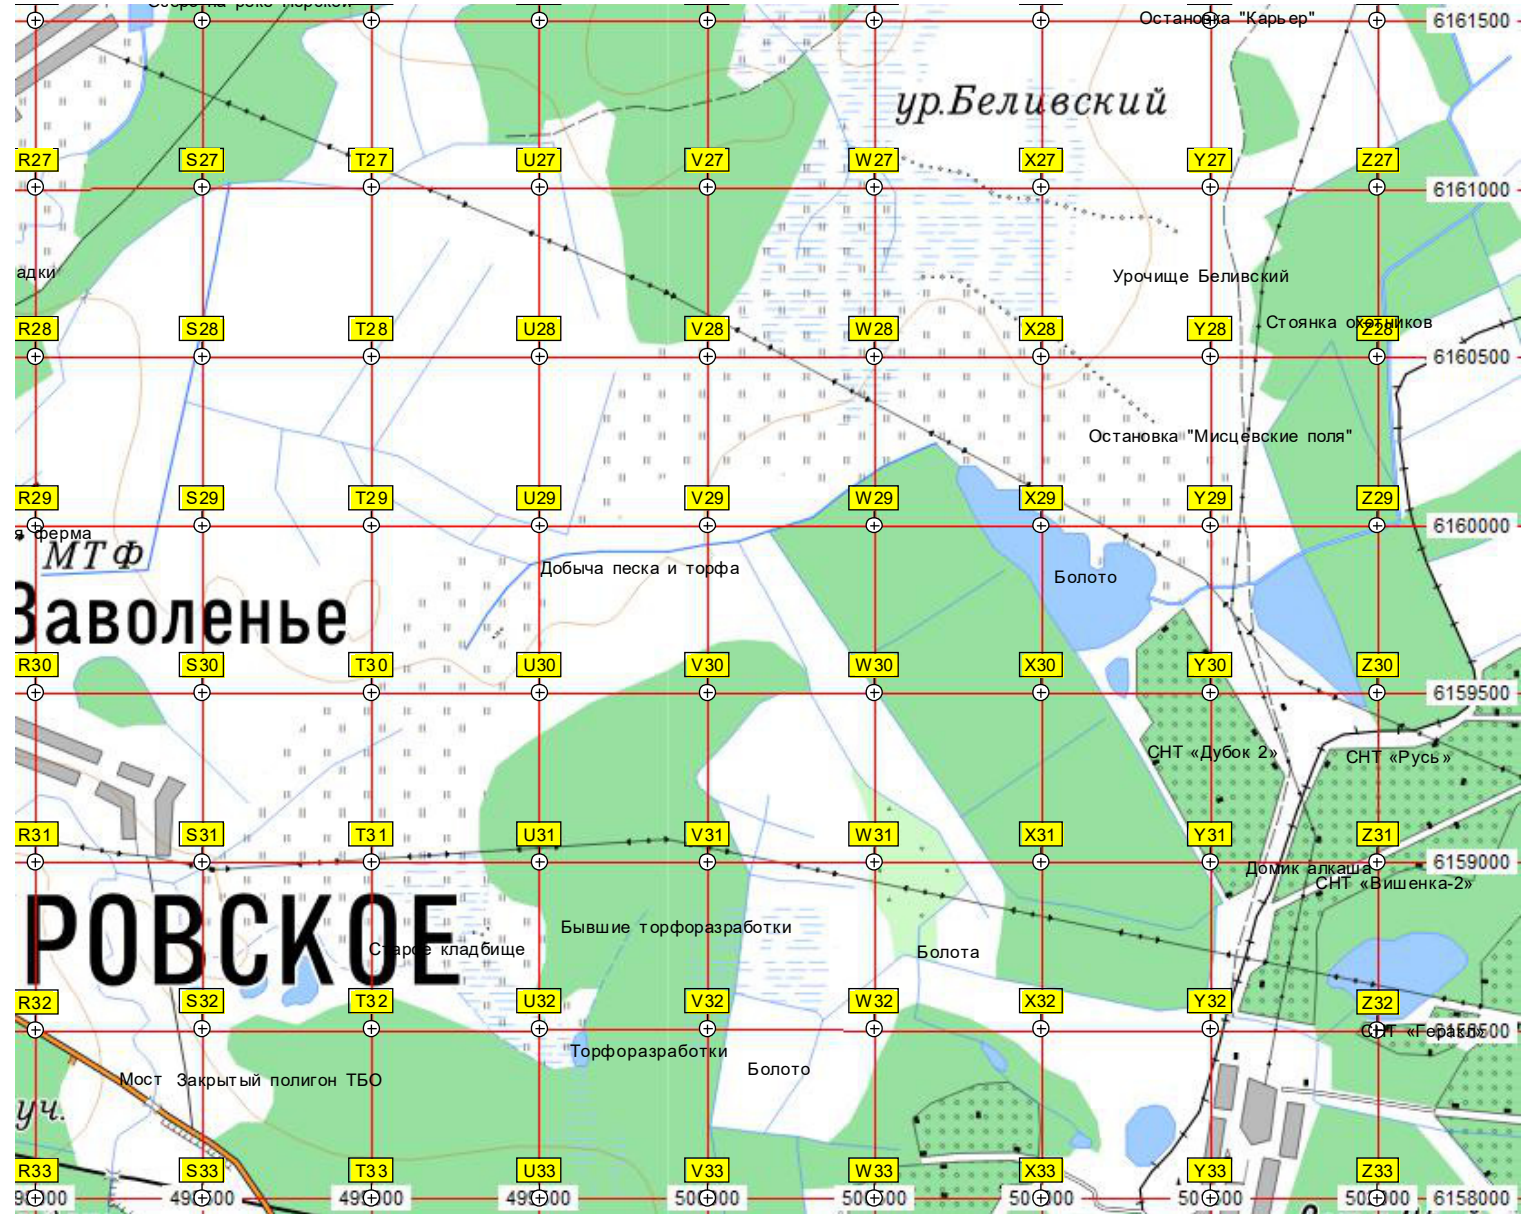 Остановка "Карьер"
6161500
ур.Беливский
R27 S27 T27 U27 V27 W27 X27 Y27 Z27
6161000
адки
Урочище Беливский
Стоянка охотников
R28 S28 T28 U28 V28 W28 X28 Y28 Z28
6160500
Остановка "Мисцевские поля"
R29 S29 T29 U29 V29 W29 X29 Y29 Z29
6160000
я ферма
МТФ
Добыча песка и торфа
Болото
Заволенье
R30 S30 T30 U30 V30 W30 X30 Y30 Z30
6159500
СНТ «Дубок 2»
СНТ «Русь»
R31 S31 T31 U31 V31 W31 X31 Y31 Z31
6159000
Домик алкаша
СНТ «Вишенка-2»
РОВСКОЕ
Бывшие торфоразработки
Старое кладбище
Болота
R32 S32 T32 U32 V32 W32 X32 Y32 Z32
СНТ «Геракл»
6158500
Торфоразработки
Болото
Мост
Закрытый полигон ТБО
уч.
R33 S33 T33 U33 V33 W33 X33 Y33 Z33
6158000